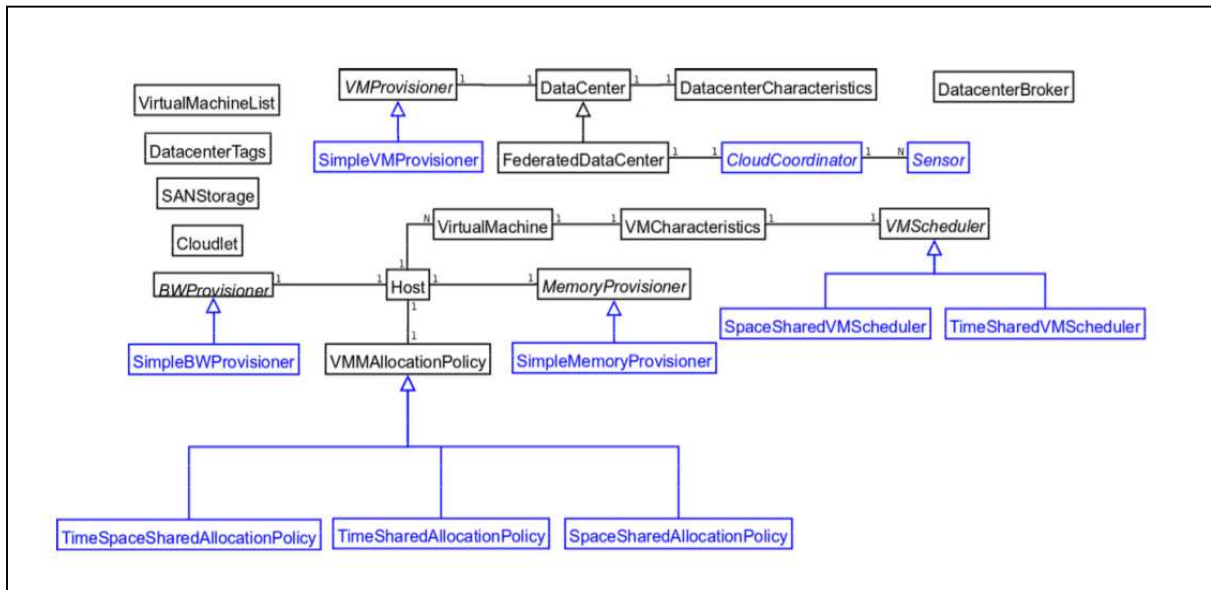 VMProvisioner 1 1 DataCenter 1 1 DatacenterCharacteristics
DatacenterBroker
VirtualMachineList
DatacenterTags
SimpleVMProvisioner
FederatedDataCenter 1 1 CloudCoordinator 1 N Sensor
SANStorage
N VirtualMachine 1 1 VMCharacteristics 1 1 VMScheduler
Cloudlet
1
BWProvisioner 1 1 Host 1 1 MemoryProvisioner
1
SpaceSharedVMScheduler
TimeSharedVMScheduler
1
SimpleBWProvisioner
VMMAllocationPolicy
SimpleMemoryProvisioner
TimeSpaceSharedAllocationPolicy
TimeSharedAllocationPolicy
SpaceSharedAllocationPolicy